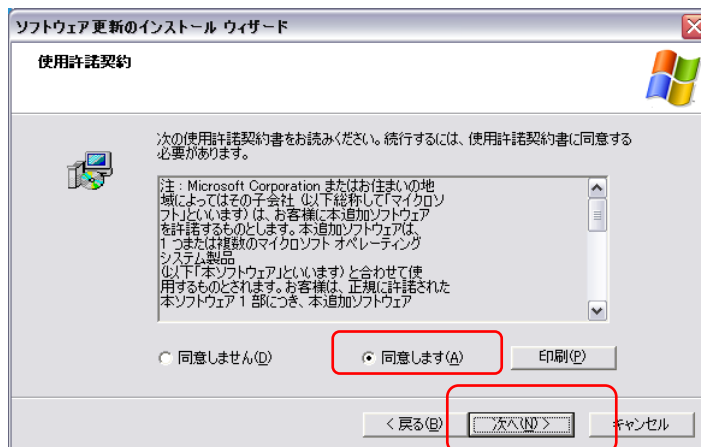 ソフトウェア更新のインストール ウィザード
使用許諾契約
次の使用許諾契約書をお読みください。続行するには、使用許諾契約書に同意する
必要があります。
注 : Microsoft Corporation またはお住まいの地
域によってはその子会社 (以下総称して「マイクロソ
フト」といいます) は、お客様に本追加ソフトウェア
を許諾するものとします。本追加ソフトウェアは、
1 つまたは複数のマイクロソフト オペレーティング
システム製品
(以下「本ソフトウェア」といいます) と合わせて使
用するものとされます。お客様は、正規に許諾された
本ソフトウェア 1 部につき、本追加ソフトウェア
同意しません(D) 同意します(A) 印刷(P)
< 戻る(B) 次へ(N) > キャンセル